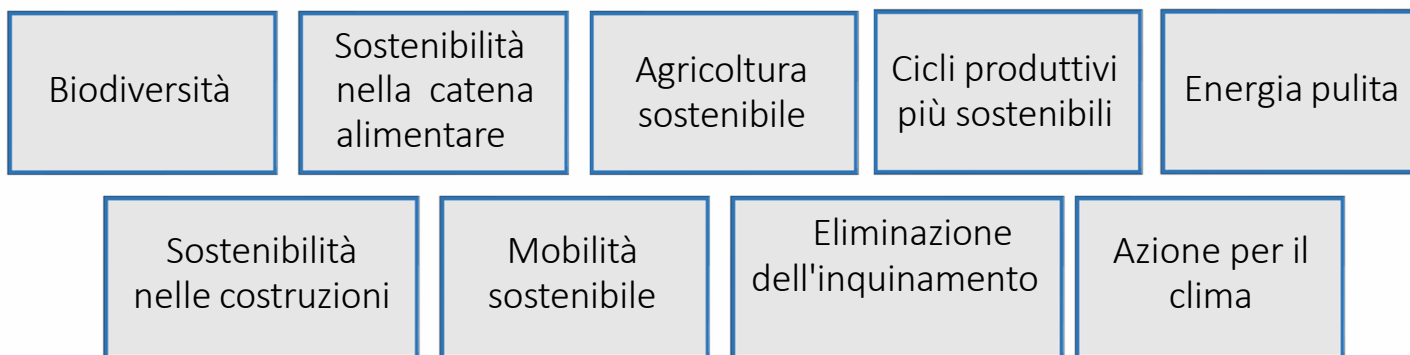 Biodiversità
Sostenibilità
nella catena
alimentare
Agricoltura
sostenibile
Cicli produttivi
più sostenibili
Energia pulita
Sostenibilità
nelle costruzioni
Mobilità
sostenibile
Eliminazione
dell'inquinamento
Azione per il
clima